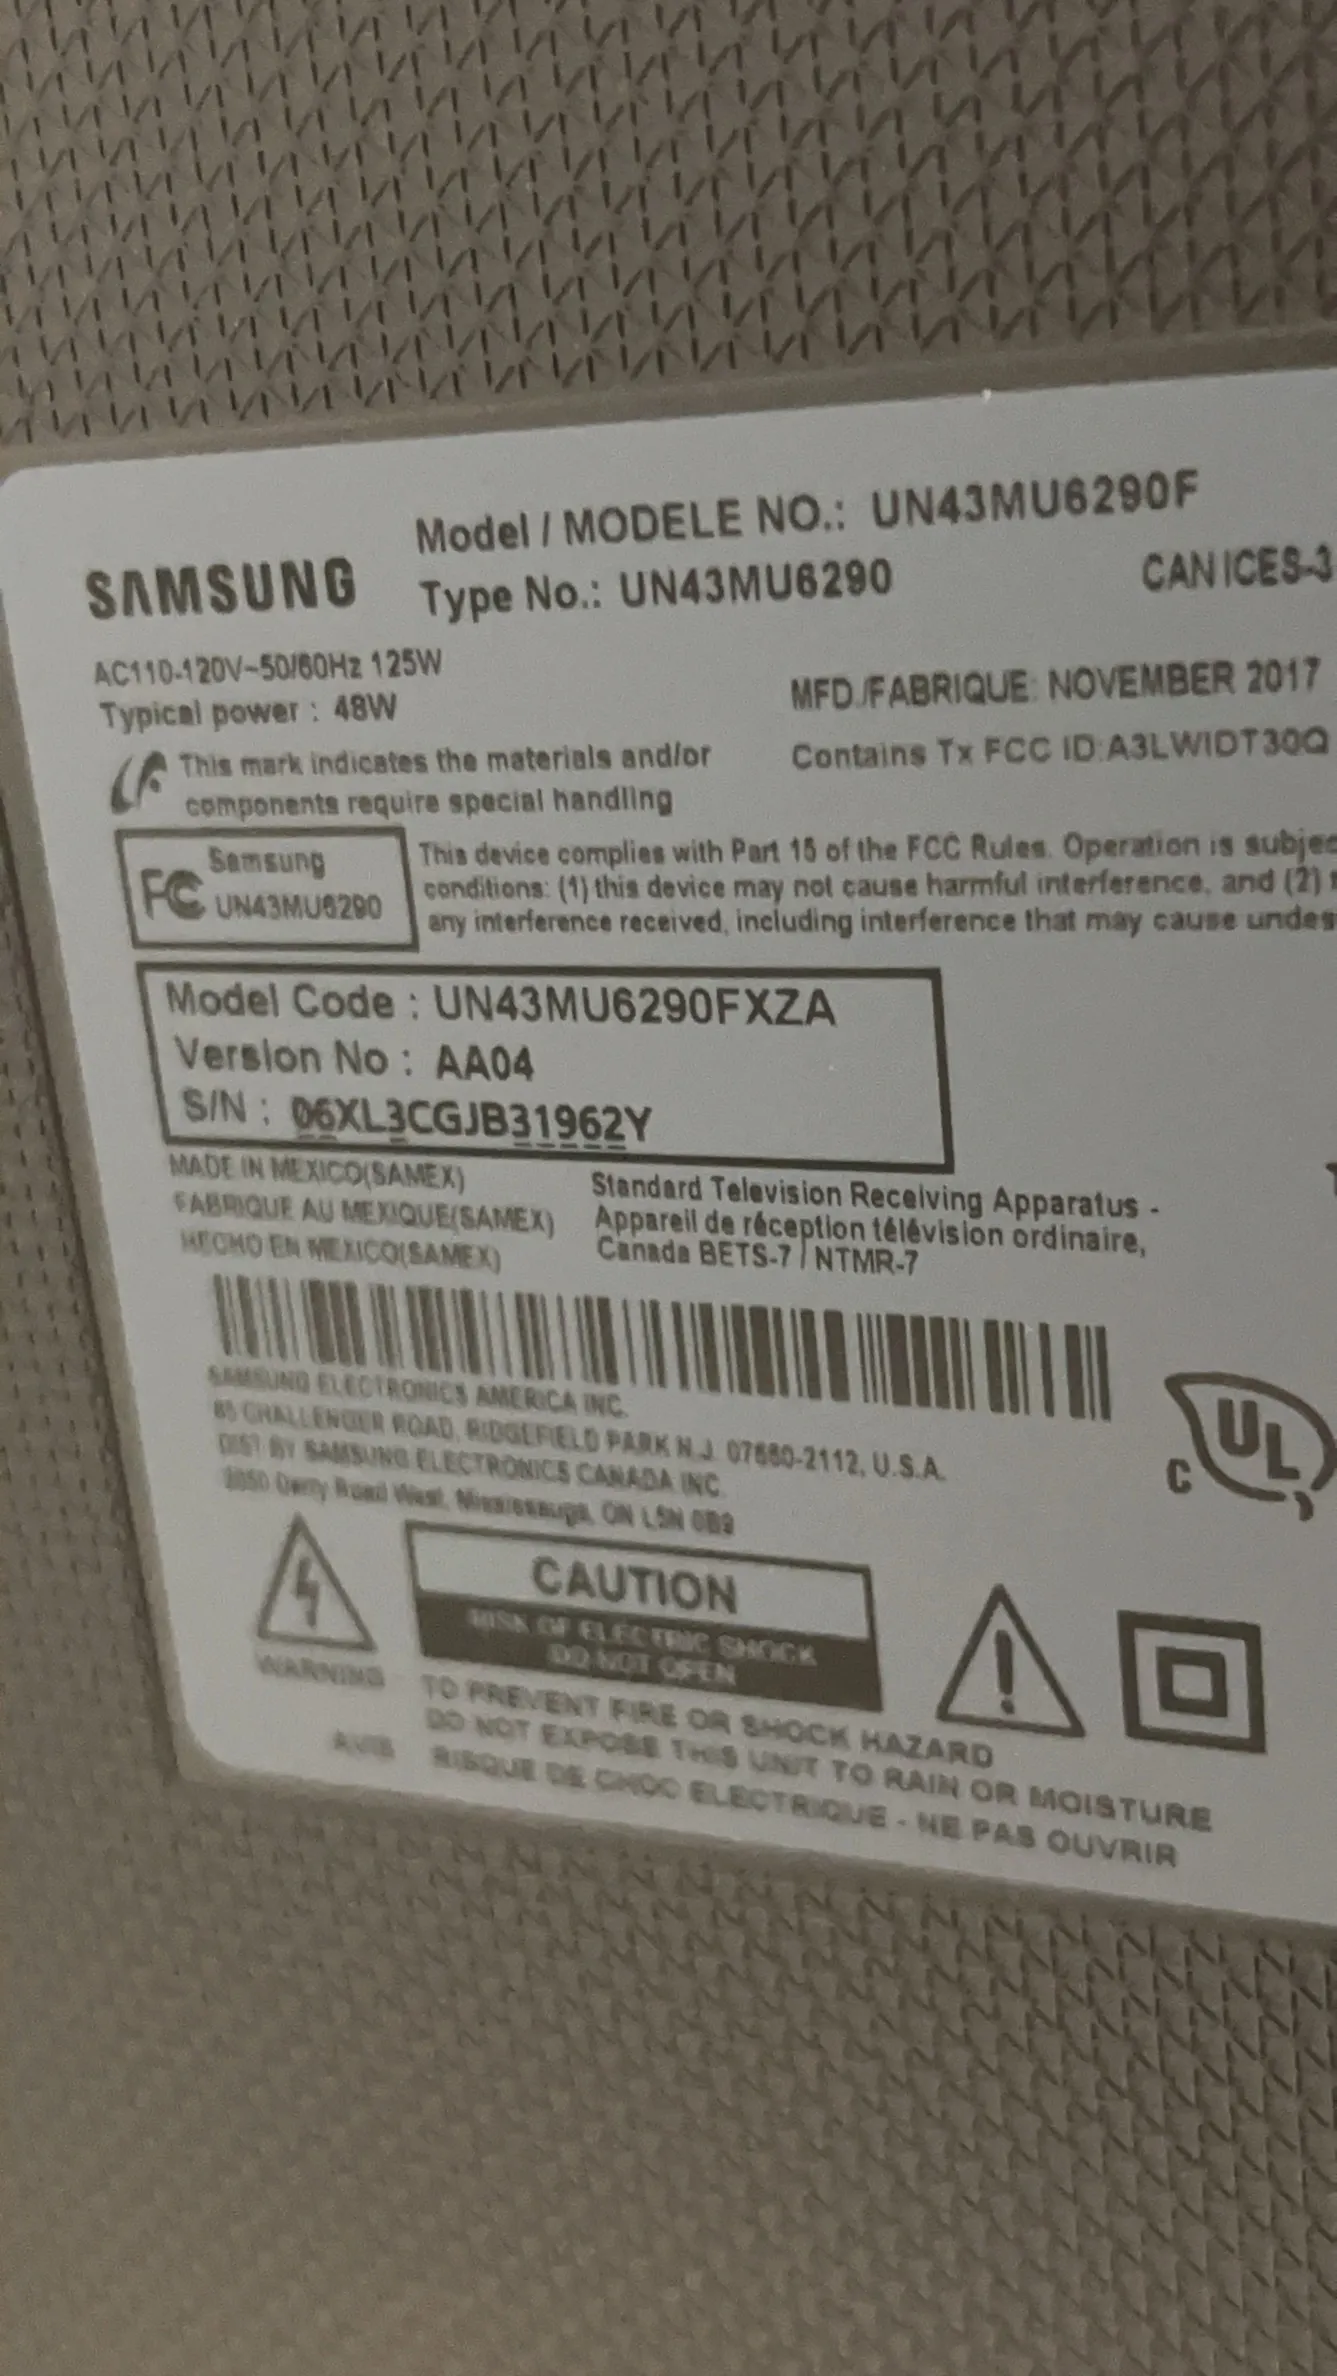 SAMSUNG
Model / MODELE NO.: UN43MU6290F
Type No.: UN43MU6290
CAN ICES-3
AC110-120V~50/60Hz 125W
Typical power : 48W
MFD./FABRIQUE: NOVEMBER 2017
Contains Tx FCC ID:A3LWIDT30Q
This mark indicates the materials and/or
components require special handling
FC Samsung
UN43MU6290
This device complies with Part 15 of the FCC Rules. Operation is subjec
conditions: (1) this device may not cause harmful interference, and (2)
any interference received, including interference that may cause undes
Model Code : UN43MU6290FXZA
Version No : AA04
S/N : 06XL3CGJB31962Y
MADE IN MEXICO(SAMEX)
FABRIQUE AU MEXIQUE(SAMEX)
HECHO EN MEXICO(SAMEX)
Standard Television Receiving Apparatus -
Appareil de réception télévision ordinaire,
Canada BETS-7 / NTMR-7
SAMSUNG ELECTRONICS AMERICA INC.
85 CHALLENGER ROAD, RIDGEFIELD PARK N.J. 07660-2112, U.S.A.
DIST BY SAMSUNG ELECTRONICS CANADA INC.
Derry Road West, Mississauga, ON L5N 0B9
C UL
WARNING
CAUTION
RISK OF ELECTRIC SHOCK
DO NOT OPEN
TO PREVENT FIRE OR SHOCK HAZARD
DO NOT EXPOSE THIS UNIT TO RAIN OR MOISTURE
AVIS RISQUE DE CHOC ELECTRIQUE - NE PAS OUVRIR